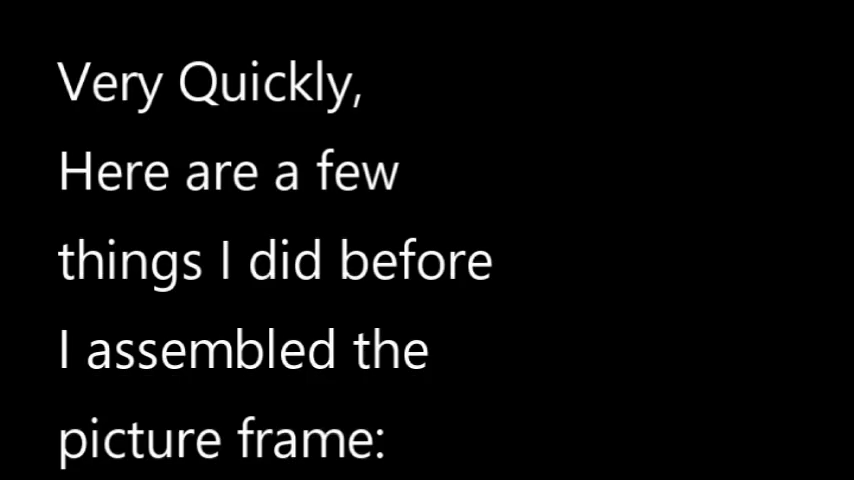 Very Quickly,
Here are a few
things I did before
I assembled the
picture frame: